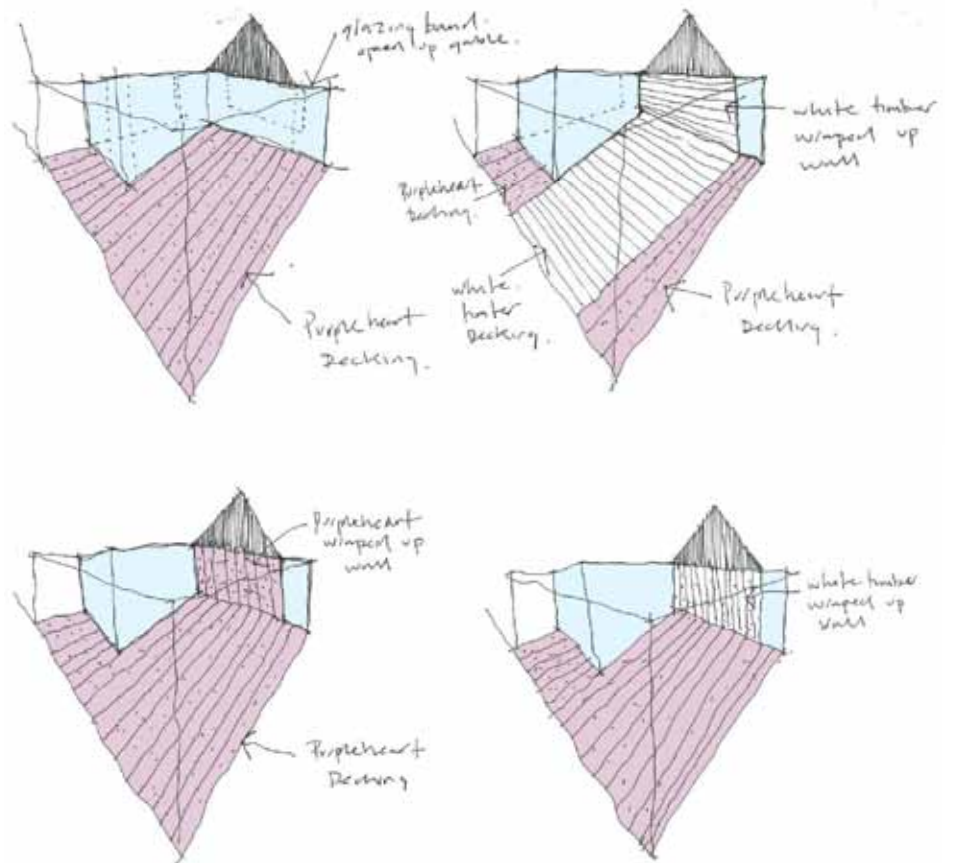 glazing band.
opens up gable.
Purpleheart
Decking.
white timber
wrapped up
wall
Purpleheart
Decking.
white
timber
Decking.
Purpleheart
Decking.
Purpleheart
wrapped up
wall
Purpleheart
Decking
white timber
wrapped up
wall